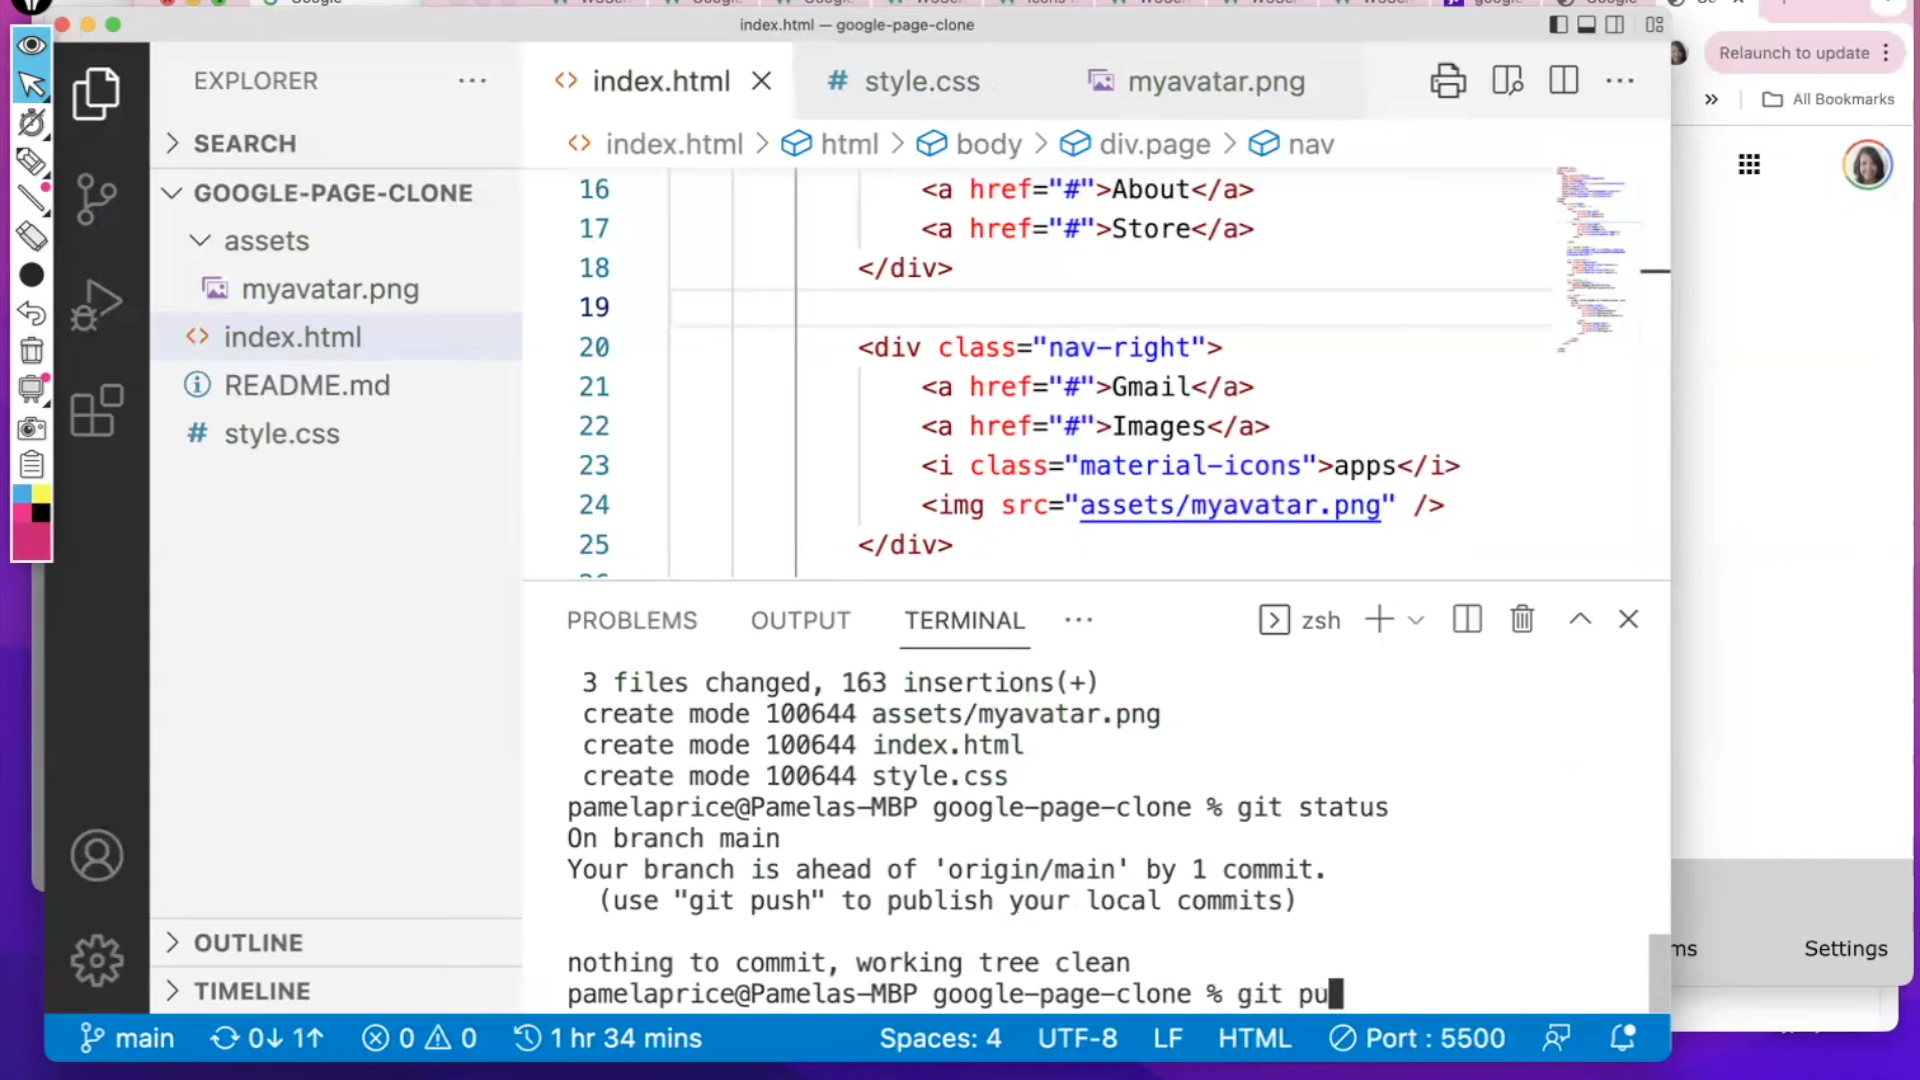 index.html — google-page-clone
Relaunch to update
All Bookmarks
EXPLORER
SEARCH
GOOGLE-PAGE-CLONE
assets
myavatar.png
index.html
README.md
style.css
OUTLINE
TIMELINE
index.html
style.css
myavatar.png
index.html > html > body > div.page > nav
16 <a href="#">About</a>
17 <a href="#">Store</a>
18 </div>
19
20 <div class="nav-right">
21 <a href="#">Gmail</a>
22 <a href="#">Images</a>
23 <i class="material-icons">apps</i>
24 <img src="assets/myavatar.png" />
25 </div>
PROBLEMS OUTPUT TERMINAL
zsh
3 files changed, 163 insertions(+)
create mode 100644 assets/myavatar.png
create mode 100644 index.html
create mode 100644 style.css
pamelaprice@Pamelas-MBP google-page-clone % git status
On branch main
Your branch is ahead of 'origin/main' by 1 commit.
(use "git push" to publish your local commits)
nothing to commit, working tree clean
pamelaprice@Pamelas-MBP google-page-clone % git pu
ms Settings
main 0↓ 1↑ 0 0 1 hr 34 mins Spaces: 4 UTF-8 LF HTML Port : 5500